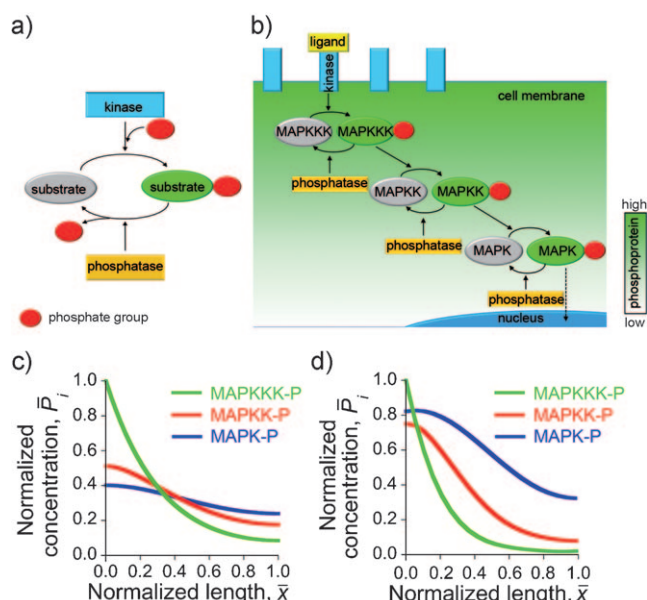 a)
kinase
substrate
substrate
phosphatase
phosphate group
b)
ligand
kinase
cell membrane
MAPKKK
MAPKKK
phosphatase
MAPKK
MAPKK
phosphatase
MAPK
MAPK
phosphatase
nucleus
high
phosphoprotein
low
c)
Normalized
concentration, P̅i
1.0
0.8
0.6
0.4
0.2
0.0
MAPKKK-P
MAPKK-P
MAPK-P
0.0 0.2 0.4 0.6 0.8 1.0
Normalized length, x̅
d)
Normalized
concentration, P̅i
1.0
0.8
0.6
0.4
0.2
0.0
MAPKKK-P
MAPKK-P
MAPK-P
0.0 0.2 0.4 0.6 0.8 1.0
Normalized length, x̅